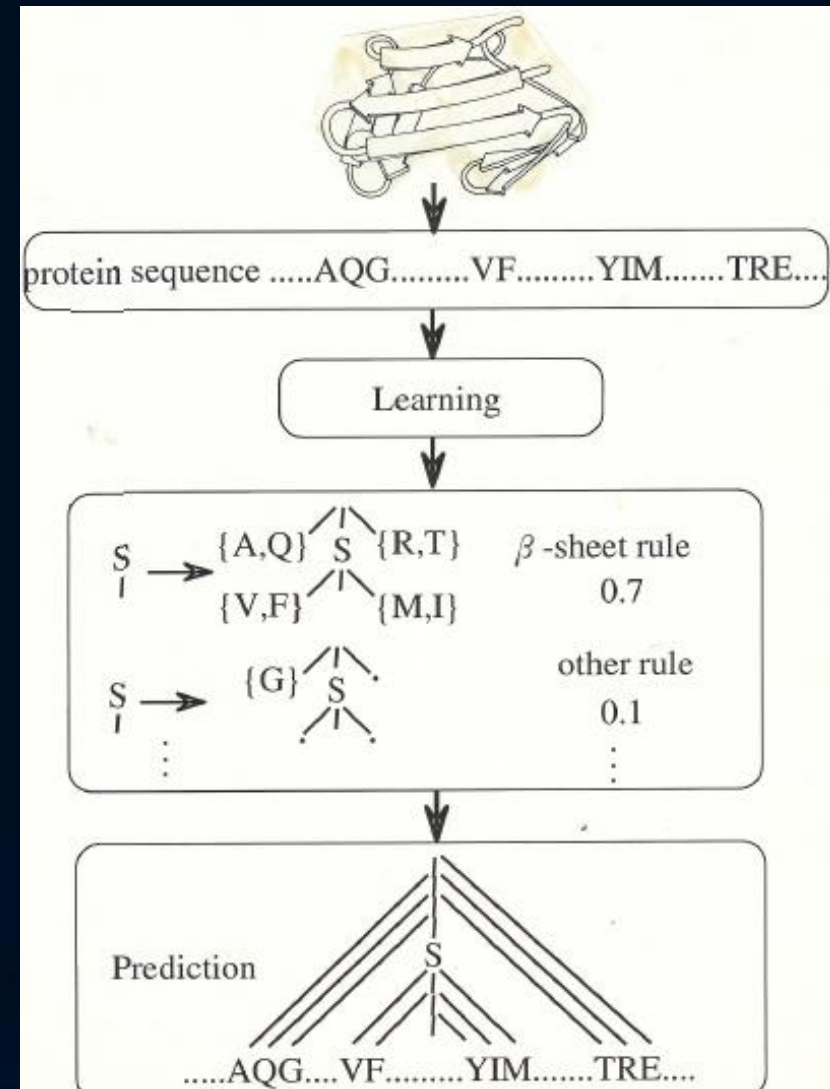 protein sequence .....AQG.........VF.........YIM.......TRE....
Learning
S → {A,Q} S {R,T} β-sheet rule
{V,F} {M,I} 0.7
S → {G} S other rule
0.1
Prediction
S
.....AQG....VF........YIM.......TRE....